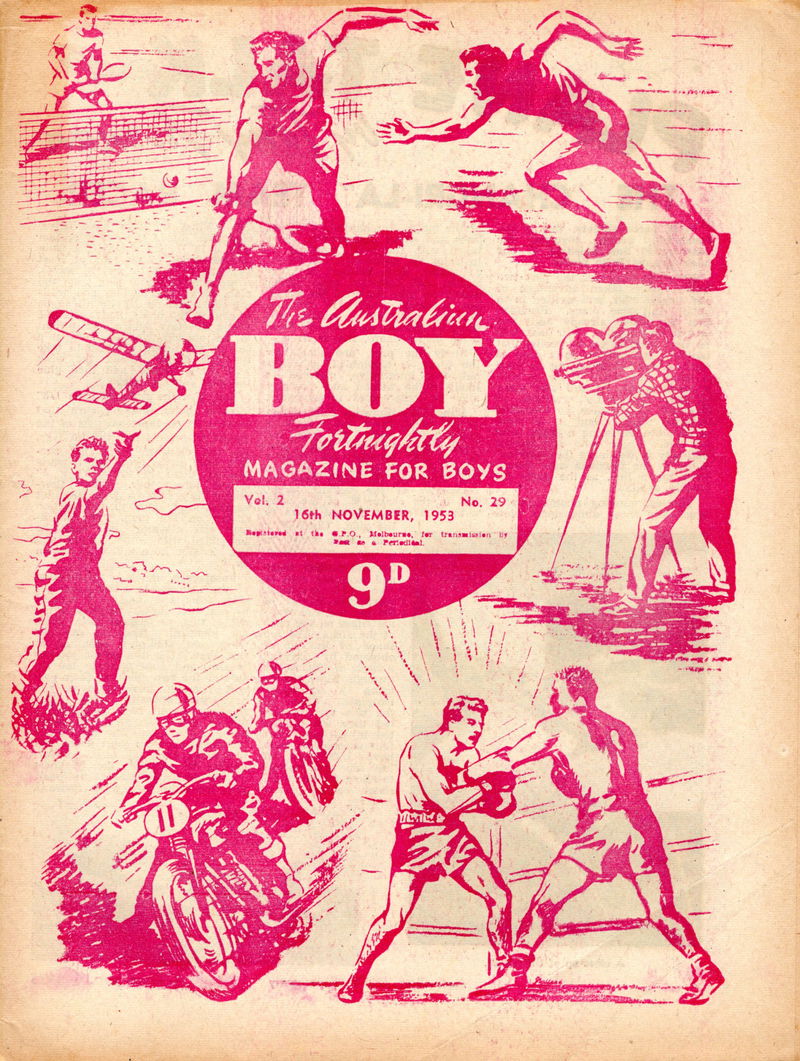 The Australian
BOY
Fortnightly
MAGAZINE FOR BOYS
Vol. 2 No. 29
16th NOVEMBER, 1953
Registered at the G.P.O., Melbourne, for transmission by
Post as a Periodical.
9D
11